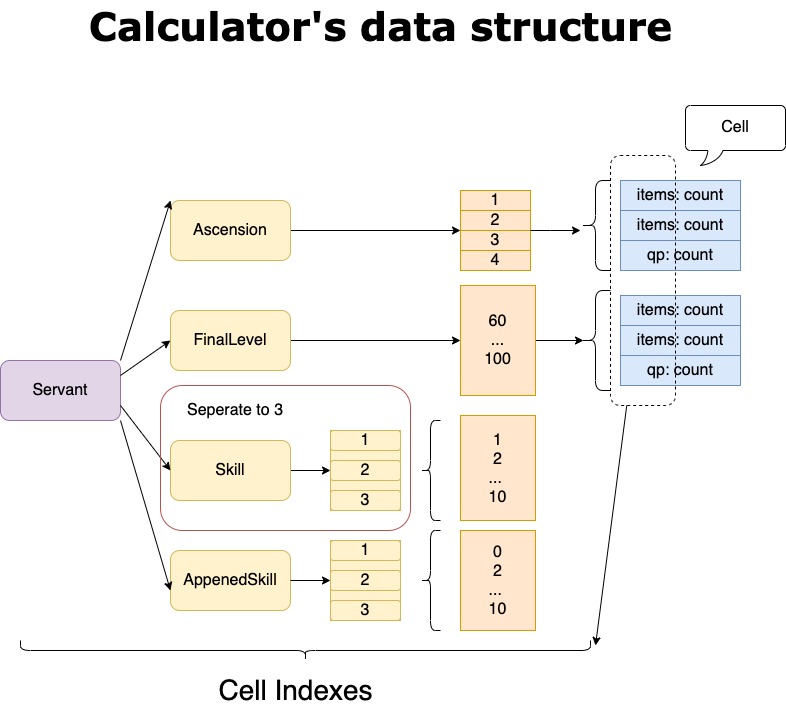 Calculator's data structure
Cell
items: count
items: count
qp: count
Ascension
1
2
3
4
FinalLevel
60
...
100
items: count
items: count
qp: count
Servant
Seperate to 3
Skill
1
2
3
1
2
...
10
AppenedSkill
1
2
3
0
2
...
10
Cell Indexes